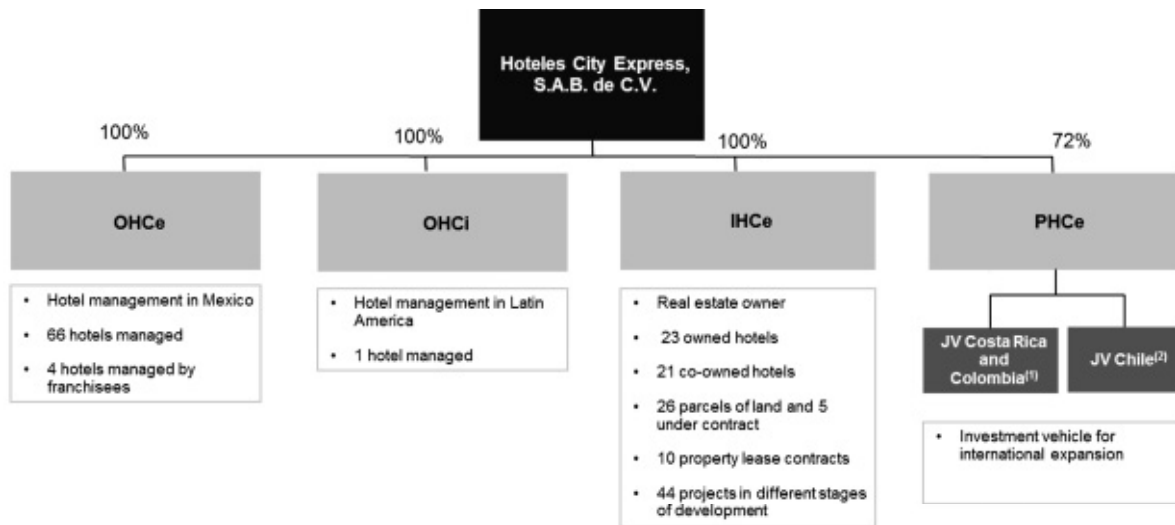 Hoteles City Express,
S.A.B. de C.V.
100%
100%
100%
72%
OHCe
OHCi
IHCe
PHCe
• Hotel management in Mexico
• 66 hotels managed
• 4 hotels managed by
franchisees
• Hotel management in Latin
America
• 1 hotel managed
• Real estate owner
• 23 owned hotels
• 21 co-owned hotels
• 26 parcels of land and 5
under contract
• 10 property lease contracts
• 44 projects in different stages
of development
JV Costa Rica
and
Colombia(1)
JV Chile(2)
• Investment vehicle for
international expansion